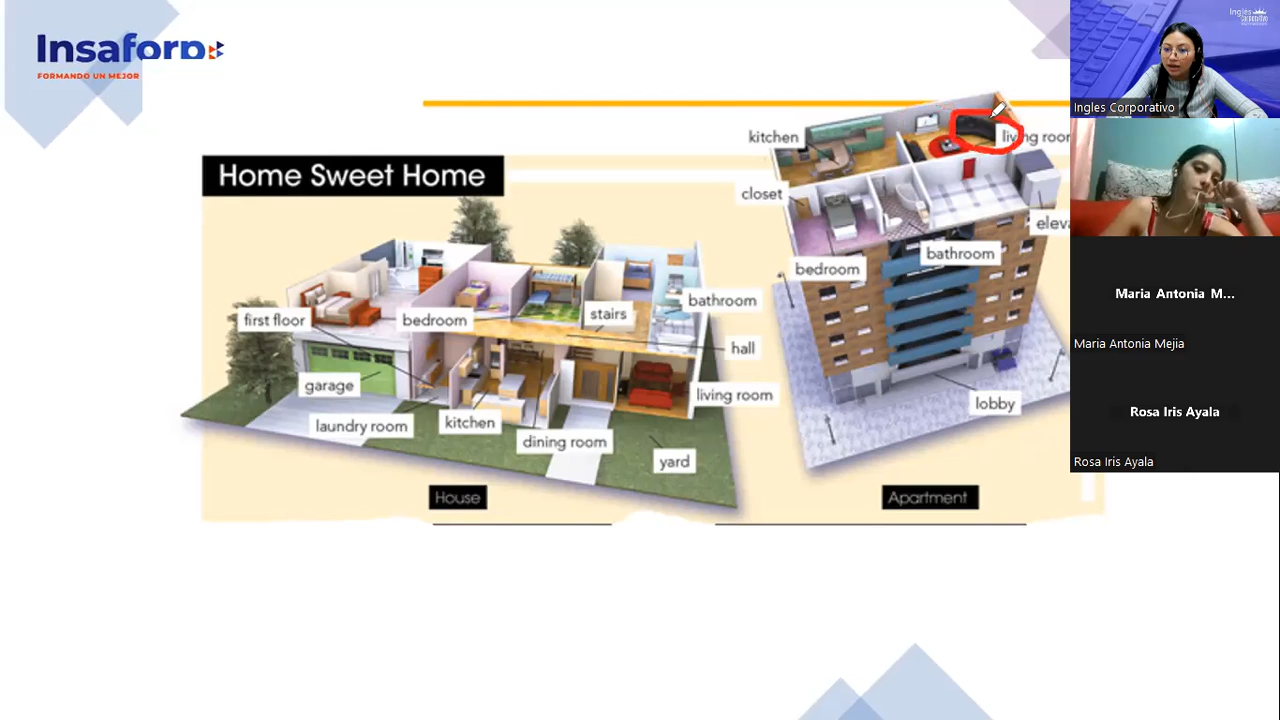 Insaforp
FORMANDO UN MEJOR
Home Sweet Home
first floor
bedroom
stairs
bathroom
hall
garage
living room
laundry room
kitchen
dining room
yard
House
kitchen
living room
closet
bedroom
bathroom
lobby
Apartment
Ingles Corporativo
Maria Antonia M...
Maria Antonia Mejia
Rosa Iris Ayala
Rosa Iris Ayala